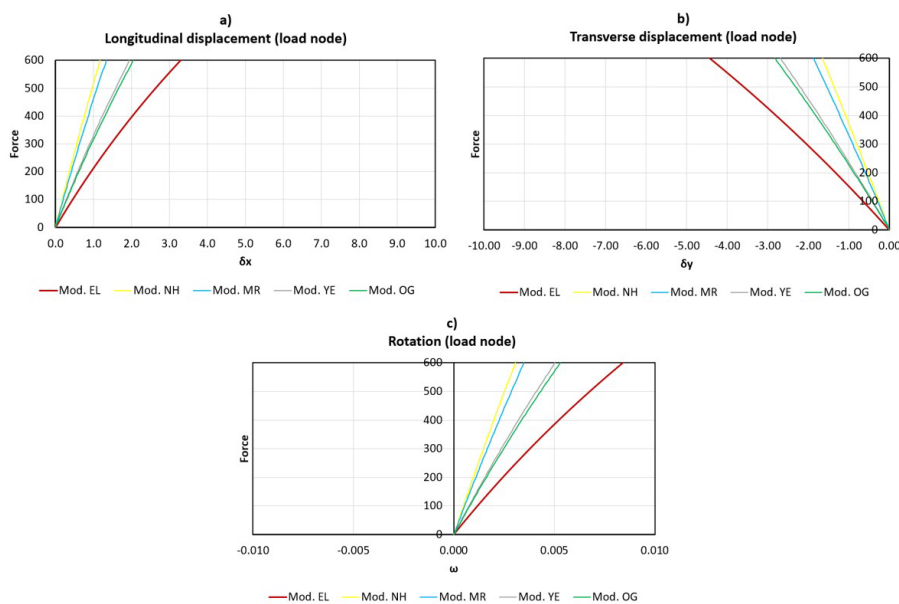 a)
Longitudinal displacement (load node)
Force
600
500
400
300
200
100
0
0.0 1.0 2.0 3.0 4.0 5.0 6.0 7.0 8.0 9.0 10.0
δx
Mod. EL Mod. NH Mod. MR Mod. YE Mod. OG
b)
Transverse displacement (load node)
Force
600
500
400
300
200
100
0
-10.00 -9.00 -8.00 -7.00 -6.00 -5.00 -4.00 -3.00 -2.00 -1.00 0.00
δy
Mod. EL Mod. NH Mod. MR Mod. YE Mod. OG
c)
Rotation (load node)
Force
600
500
400
300
200
100
0
-0.010 -0.005 0.000 0.005 0.010
ω
Mod. EL Mod. NH Mod. MR Mod. YE Mod. OG